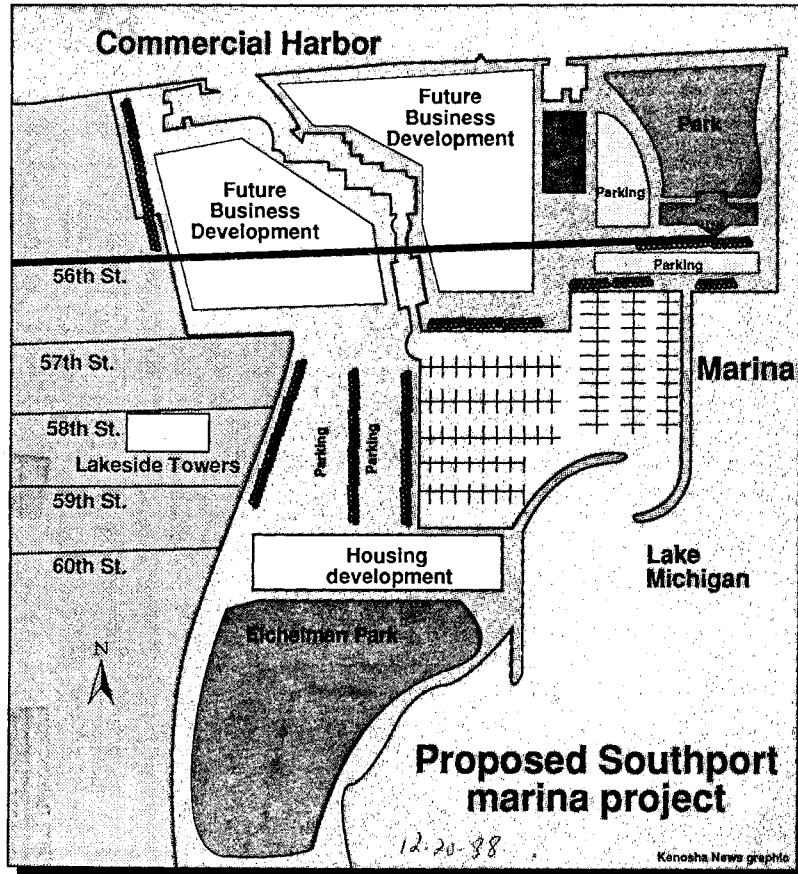 Commercial Harbor
Future
Business
Development
Park
Future
Business
Development
Parking
56th St.
Parking
57th St.
Marina
58th St.
Lakeside Towers
Parking
Parking
59th St.
Housing
development
Lake
Michigan
60th St.
Eichelman Park
N
Proposed Southport
marina project
12-20-88
Kenosha News graphic